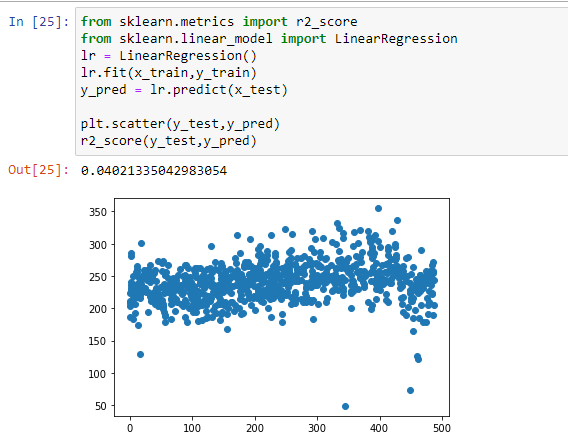 In [25]: from sklearn.metrics import r2_score
from sklearn.linear_model import LinearRegression
lr = LinearRegression()
lr.fit(x_train,y_train)
y_pred = lr.predict(x_test)
plt.scatter(y_test,y_pred)
r2_score(y_test,y_pred)
Out[25]: 0.04021335042983054
350
300
250
200
150
100
50
0 100 200 300 400 500